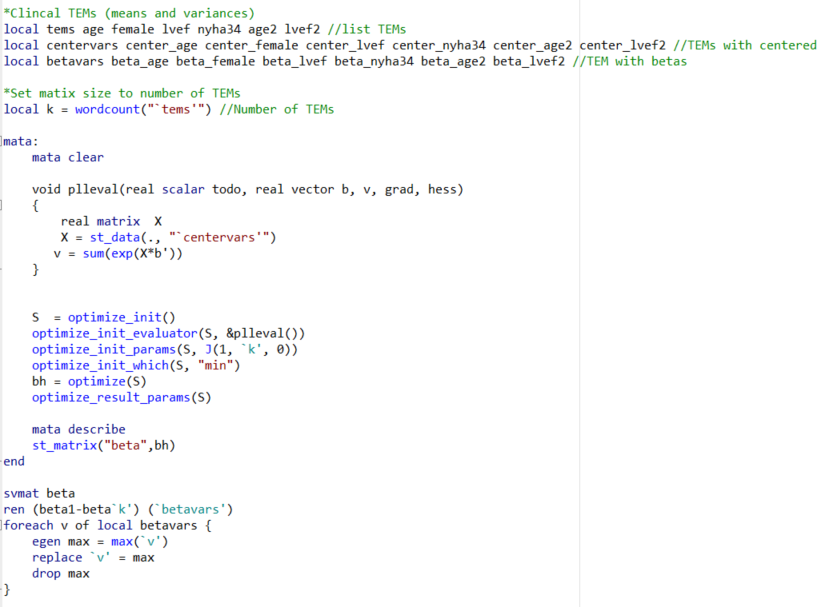 *Clincal TEMs (means and variances)
local tems age female lvef nyha34 age2 lvef2 //list TEMs
local centervars center_age center_female center_lvef center_nyha34 center_age2 center_lvef2 //TEMs with centered
local betavars beta_age beta_female beta_lvef beta_nyha34 beta_age2 beta_lvef2 //TEM with betas
*Set matix size to number of TEMs
local k = wordcount("`tems'") //Number of TEMs
mata:
mata clear
void plleval(real scalar todo, real vector b, v, grad, hess)
{
real matrix  X
X = st_data(., "`centervars'")
v = sum(exp(X*b'))
}
S  = optimize_init()
optimize_init_evaluator(S, &plleval())
optimize_init_params(S, J(1, `k', 0))
optimize_init_which(S, "min")
bh = optimize(S)
optimize_result_params(S)
mata describe
st_matrix("beta",bh)
end
svmat beta
ren (beta1-beta`k') (`betavars')
foreach v of local betavars {
egen max = max(`v')
replace `v' = max
drop max
}